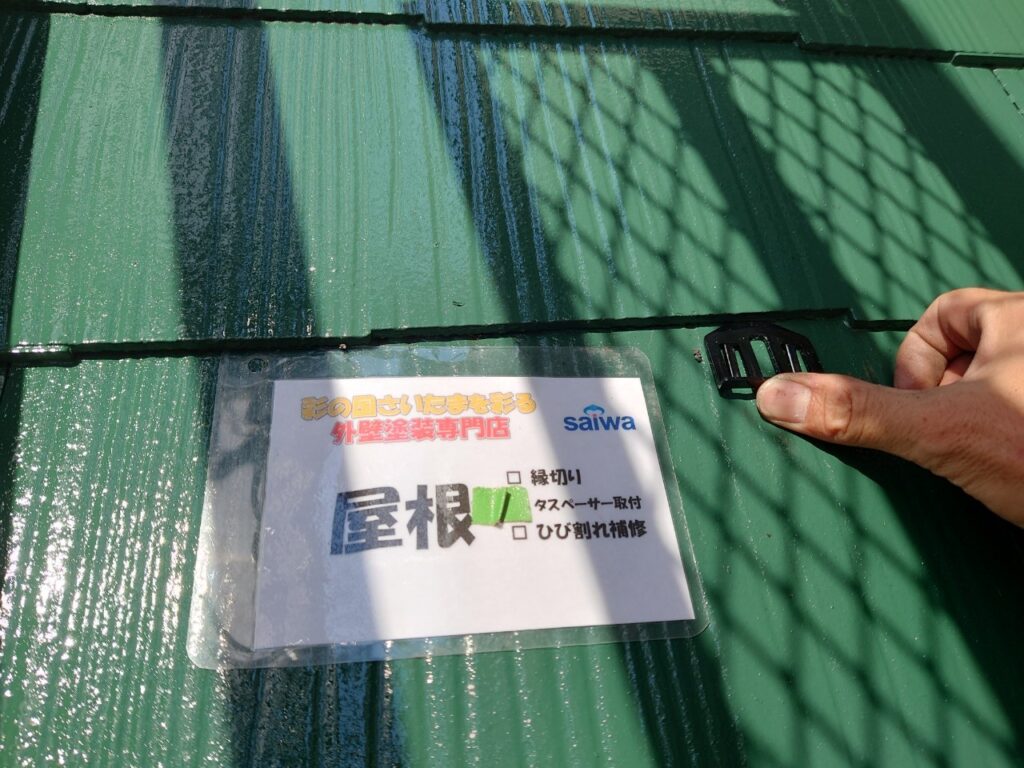 彩の国さいたまを彩る
外壁塗装専門店
saiwa
屋根
□ 縁切り
タスペーサー取付
□ ひび割れ補修